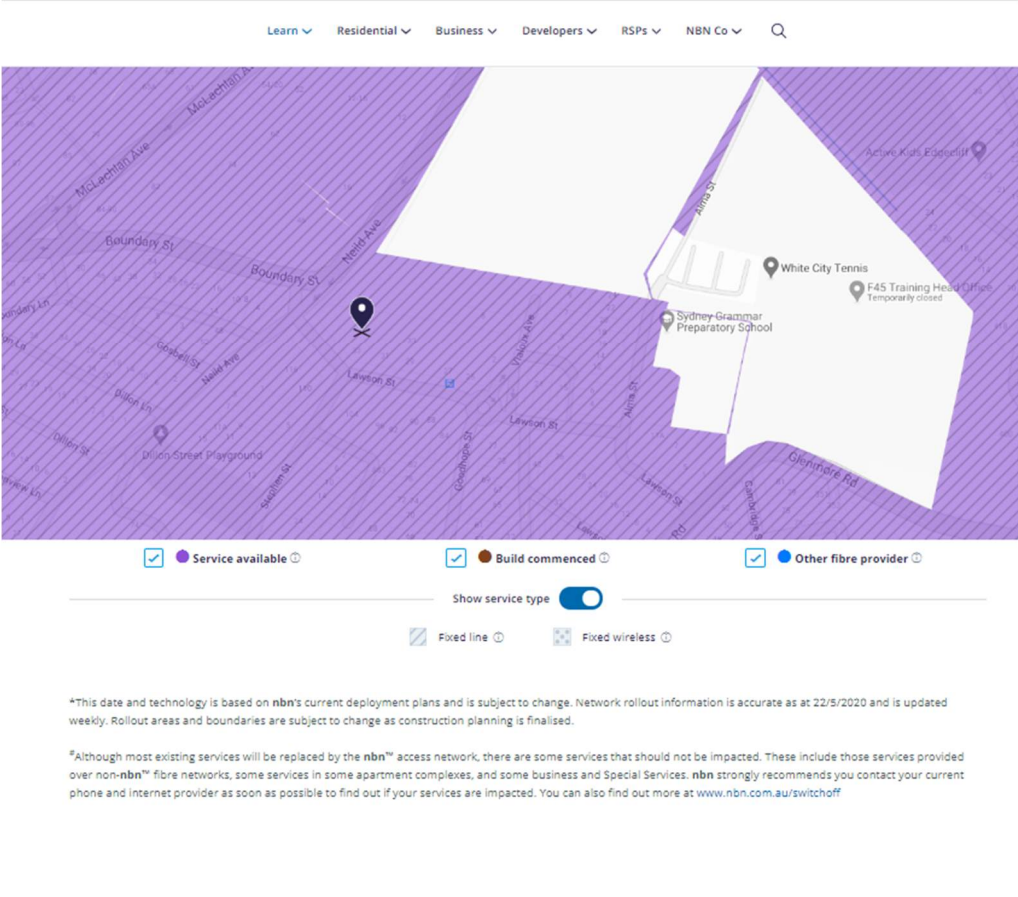 Learn
Residential
Business
Developers
RSPs
NBN Co
McLachlan Av
McLachlan Ave
Active Kids Edgecliff
Alma St
Neild Ave
Boundary St
Boundary St
White City Tennis
F45 Training Head Office
Temporarily closed
Sydney Grammar
Preparatory School
Gosbell St
Neild Ave
Lawson St
Alma St
Dillon Ln
Lawson St
Dillon St
Dillon Street Playground
Goodhope St
Stephen St
Glenmore Rd
Lawson St
Cambridge S
Rd
Service available
Build commenced
Other fibre provider
Show service type
Fixed line
Fixed wireless
*This date and technology is based on nbn's current deployment plans and is subject to change. Network rollout information is accurate as at 22/5/2020 and is updated
weekly. Rollout areas and boundaries are subject to change as construction planning is finalised.
#Although most existing services will be replaced by the nbn™ access network, there are some services that should not be impacted. These include those services provided
over non-nbn™ fibre networks, some services in some apartment complexes, and some business and Special Services. nbn strongly recommends you contact your current
phone and internet provider as soon as possible to find out if your services are impacted. You can also find out more at www.nbn.com.au/switchoff